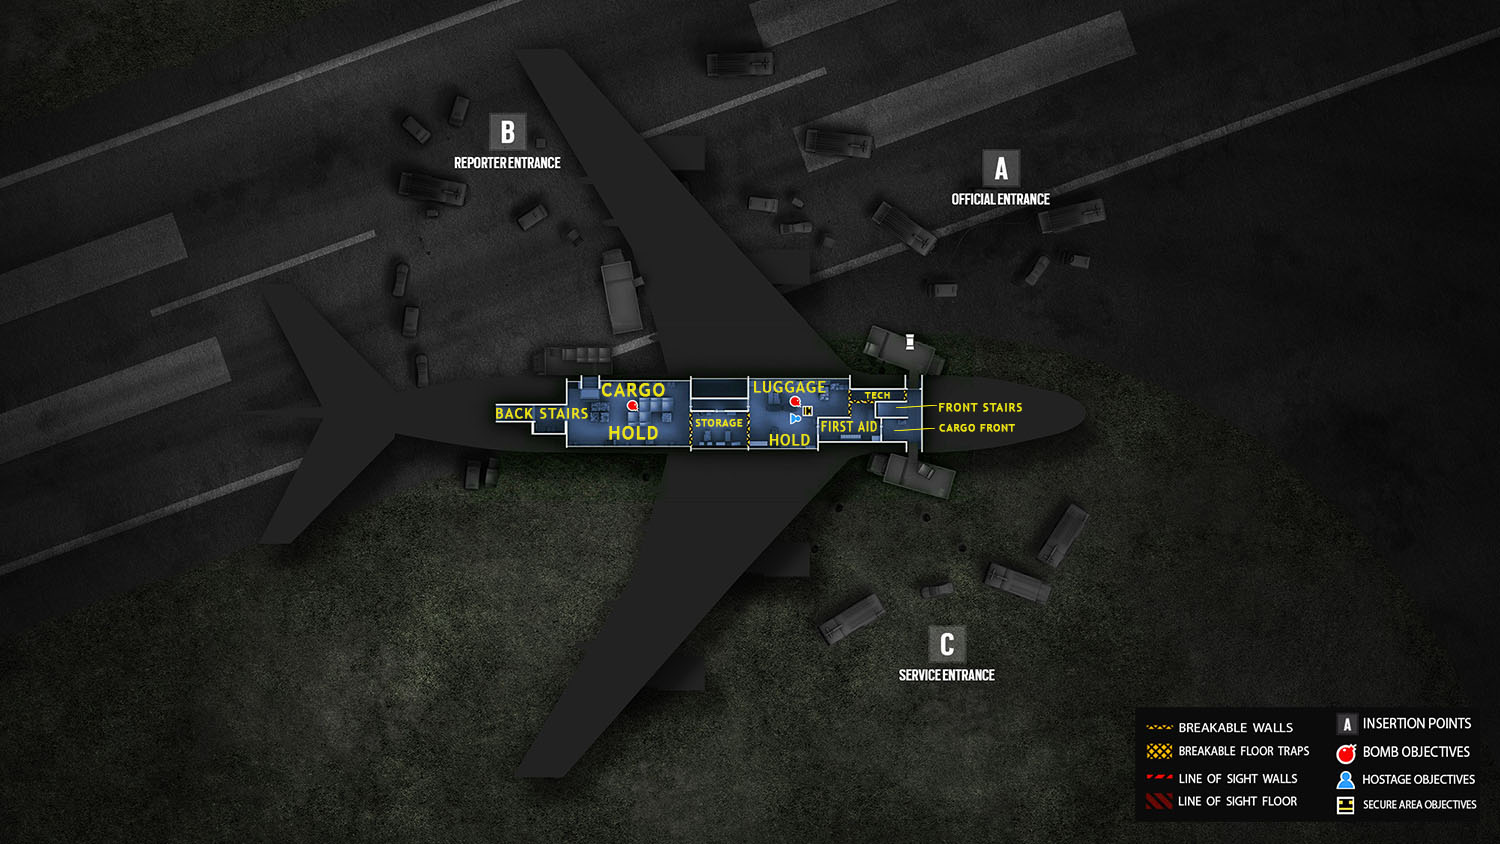 B
REPORTER ENTRANCE
A
OFFICIAL ENTRANCE
CARGO
HOLD
BACK STAIRS
STORAGE
LUGGAGE
HOLD
TECH
FIRST AID
FRONT STAIRS
CARGO FRONT
C
SERVICE ENTRANCE
BREAKABLE WALLS
BREAKABLE FLOOR TRAPS
LINE OF SIGHT WALLS
LINE OF SIGHT FLOOR
A INSERTION POINTS
BOMB OBJECTIVES
HOSTAGE OBJECTIVES
SECURE AREA OBJECTIVES